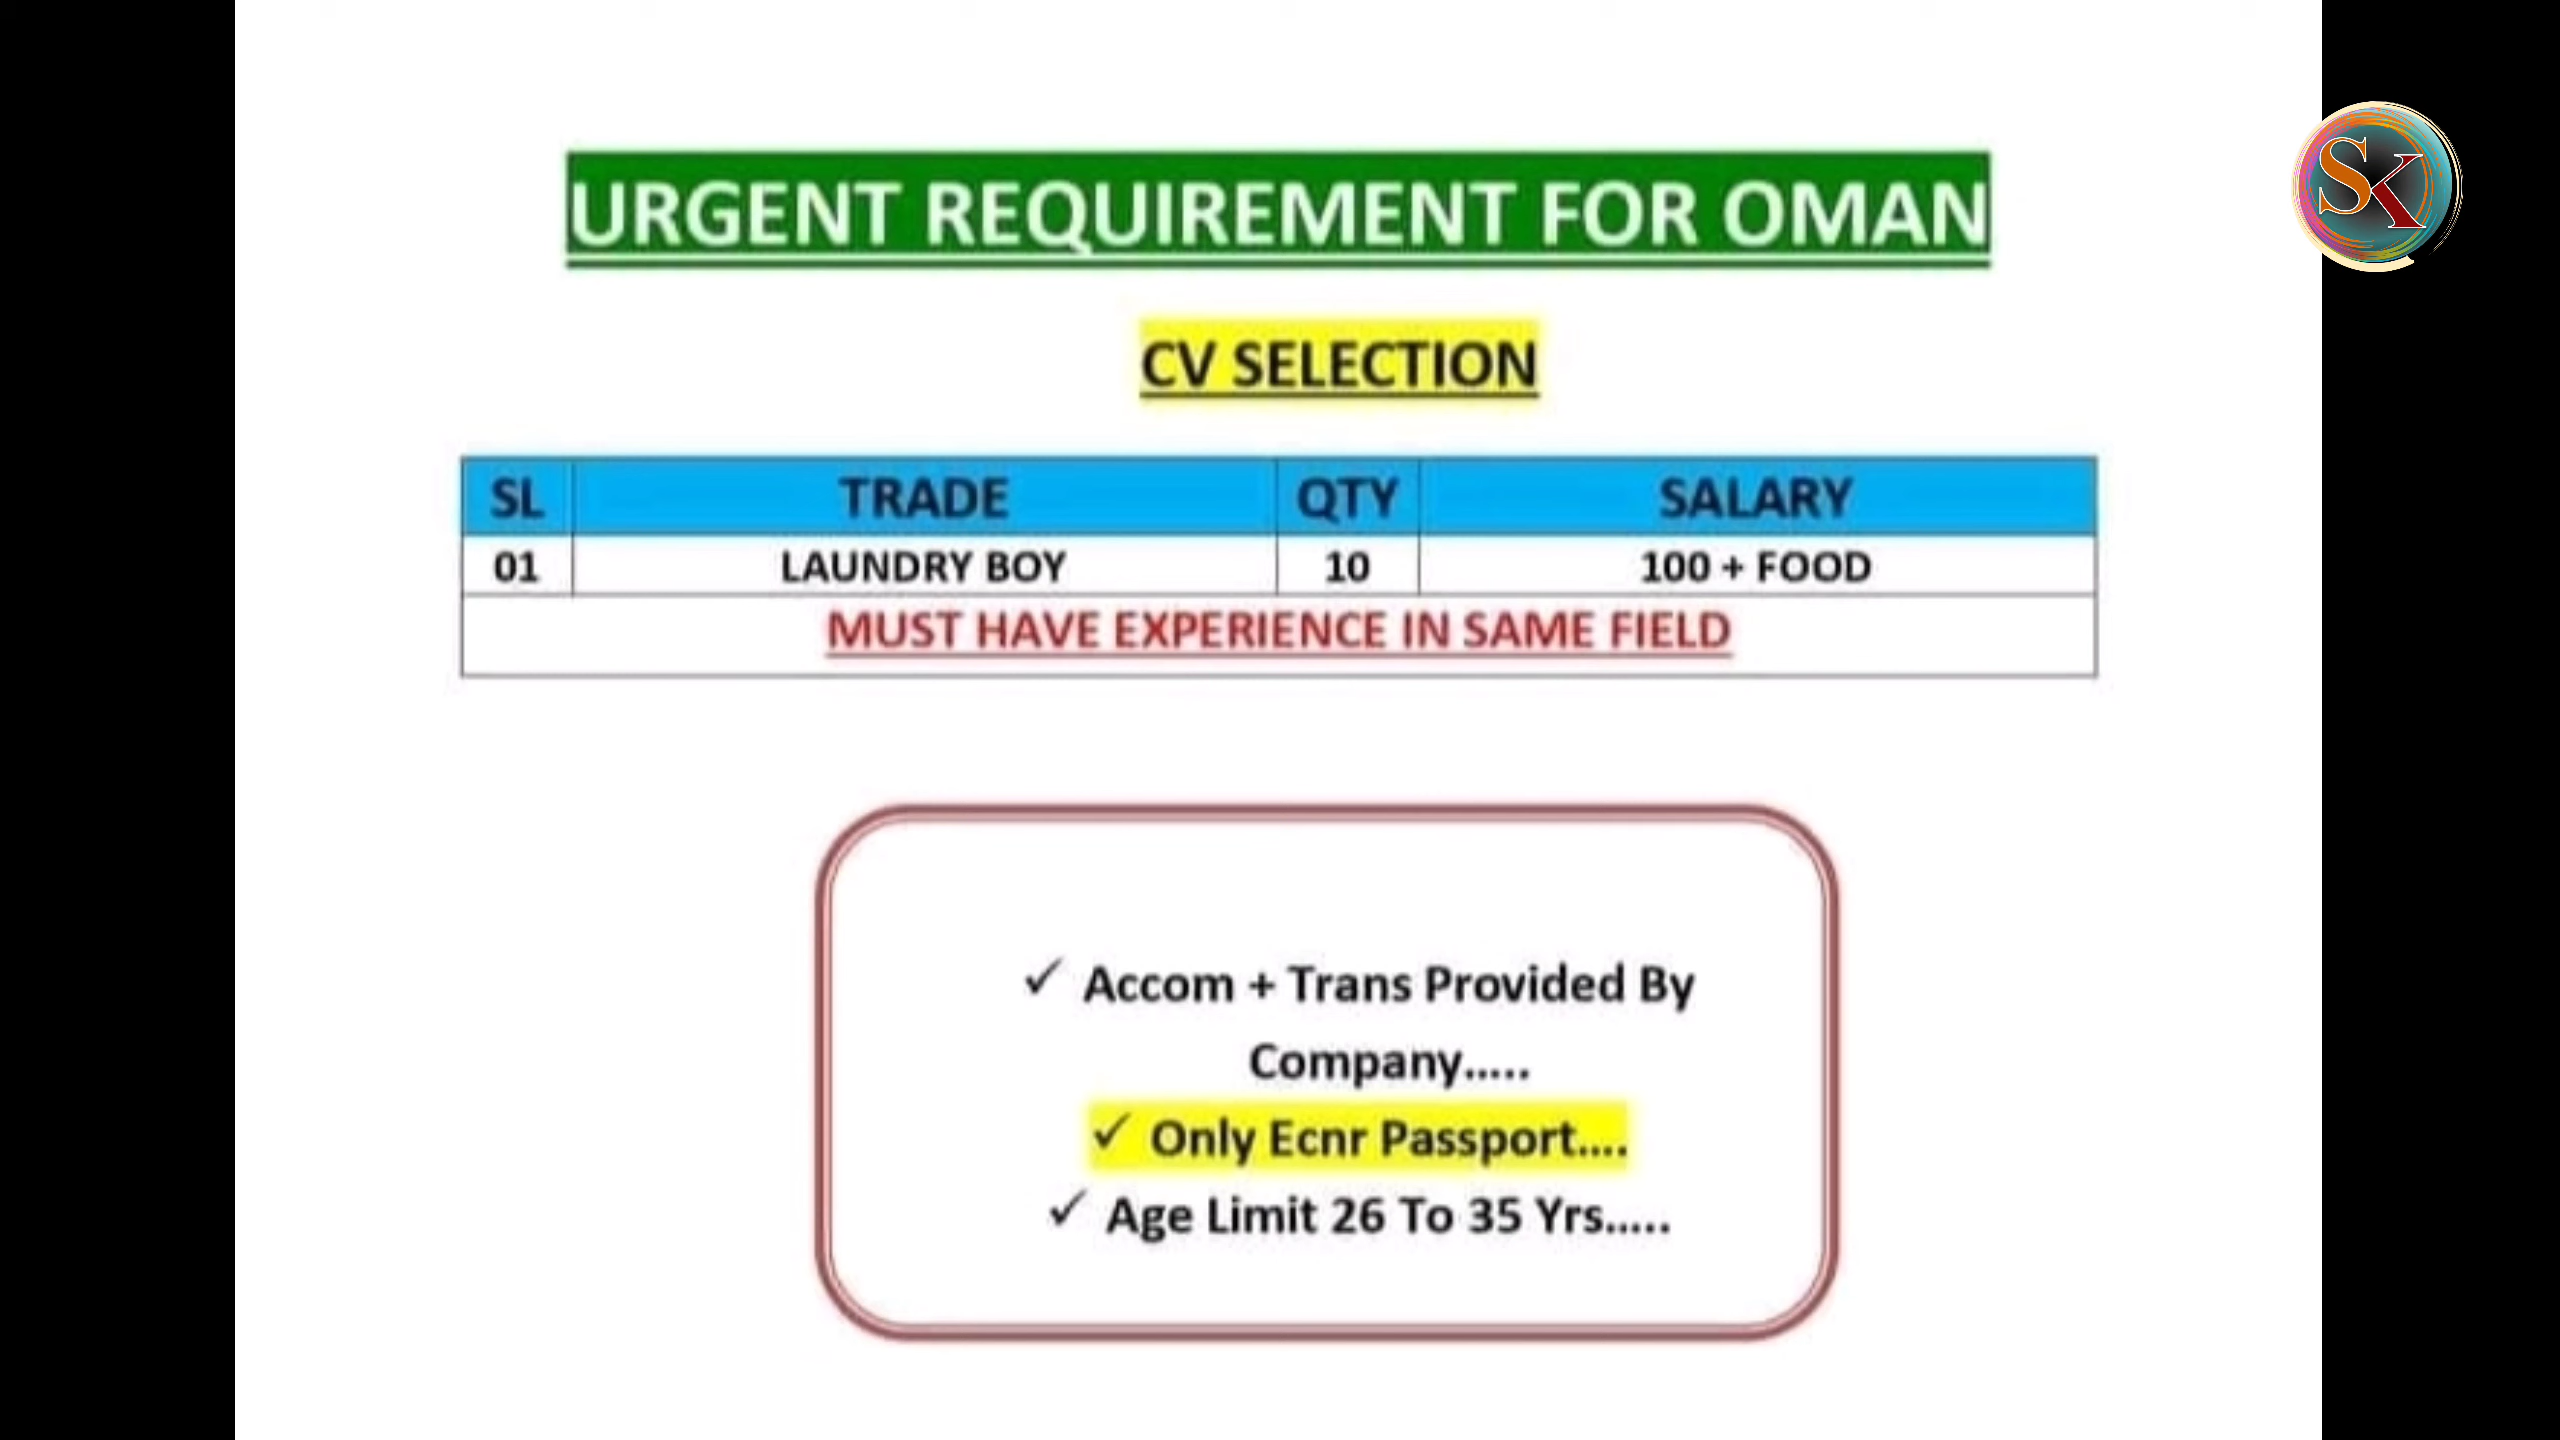 URGENT REQUIREMENT FOR OMAN
SK
CV SELECTION
SL TRADE QTY SALARY
01 LAUNDRY BOY 10 100 + FOOD
MUST HAVE EXPERIENCE IN SAME FIELD
✓ Accom + Trans Provided By
Company.....
✓ Only Ecnr Passport....
✓ Age Limit 26 To 35 Yrs.....